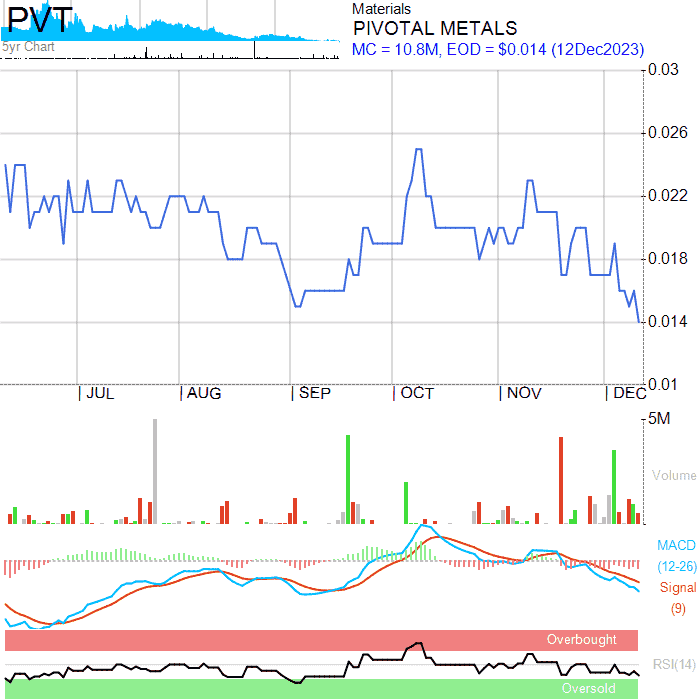 PVT
5yr Chart
Materials
PIVOTAL METALS
MC = 10.8M, EOD = $0.014 (12Dec2023)
0.03
0.026
0.022
0.018
0.014
0.01
JUL AUG SEP OCT NOV DEC
5M
Volume
MACD
(12-26)
Signal
(9)
Overbought
RSI(14)
Oversold